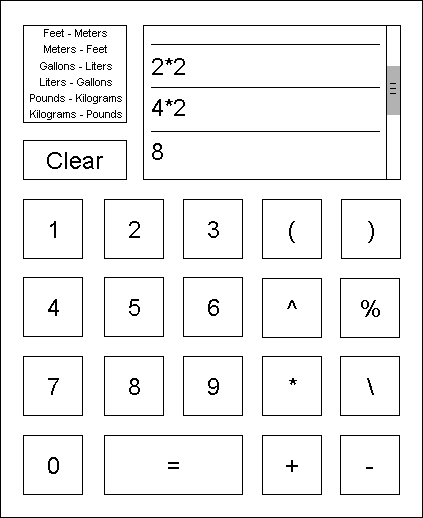 Feet - Meters
Meters - Feet
Gallons - Liters
Liters - Gallons
Pounds - Kilograms
Kilograms - Pounds
2*2
4*2
8
Clear
1 2 3 ( )
4 5 6 ^ %
7 8 9 * \
0 = + -